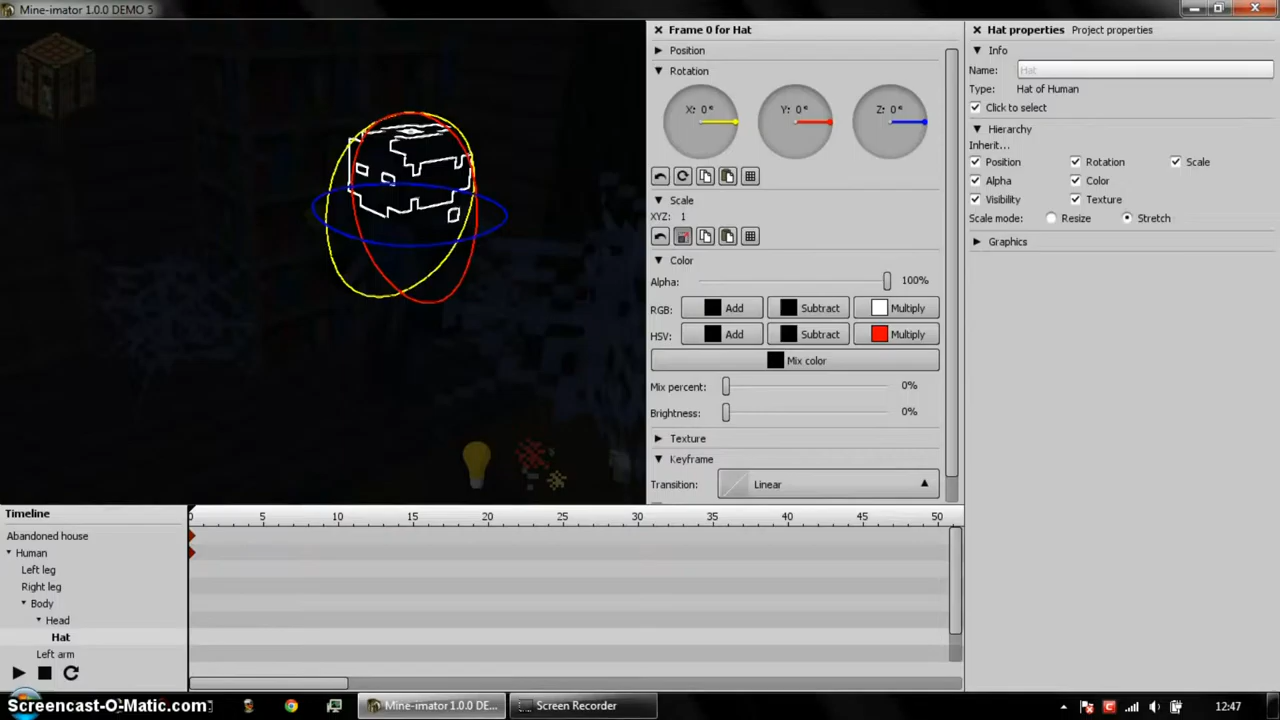 Mine-imator 1.0.0 DEMO 5
Frame 0 for Hat
Position
Rotation
X: 0° Y: 0° Z: 0°
Scale
XYZ: 1
Color
Alpha: 100%
RGB: Add Subtract Multiply
HSV: Add Subtract Multiply
Mix color
Mix percent: 0%
Brightness: 0%
Texture
Keyframe
Transition: Linear
Hat properties Project properties
Info
Name: Hat
Type: Hat of Human
Click to select
Hierarchy
Inherit...
Position Rotation Scale
Alpha Color
Visibility Texture
Scale mode: Resize Stretch
Graphics
Timeline
0 5 10 15 20 25 30 35 40 45 50
Abandoned house
Human
Left leg
Right leg
Body
Head
Hat
Left arm
Screencast-O-Matic.com
Mine-imator 1.0.0 DE...
Screen Recorder
12:47